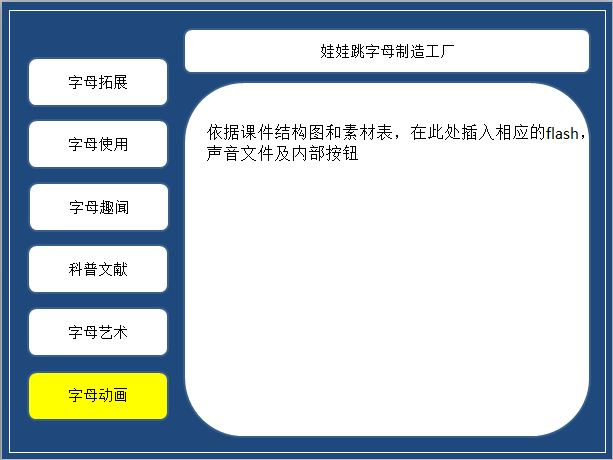 娃娃跳字母制造工厂
字母拓展
字母使用
字母趣闻
科普文献
字母艺术
字母动画
依据课件结构图和素材表，在此处插入相应的flash，
声音文件及内部按钮